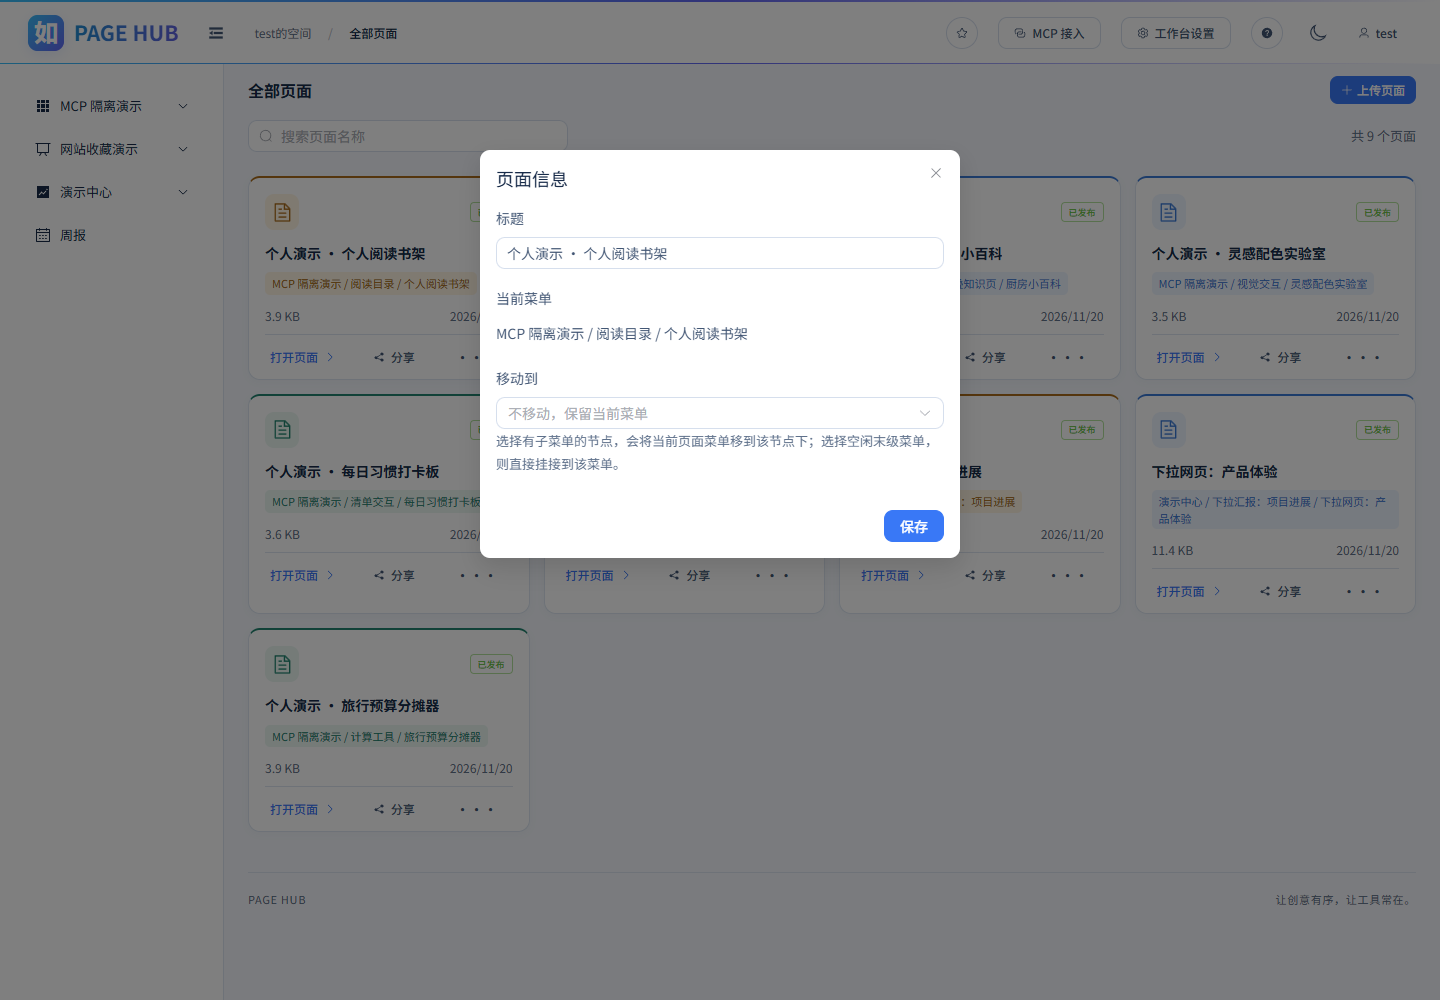 如 PAGE HUB
test的空间 / 全部页面
MCP 接入
工作台设置
test
MCP 隔离演示
网站收藏演示
演示中心
周报
全部页面
上传页面
搜索页面名称
共 9 个页面
个人演示 · 个人阅读书架
MCP 隔离演示 / 阅读目录 / 个人阅读书架
3.9 KB
2026/
打开页面
分享
小百科
知识页 / 厨房小百科
2026/11/20
分享
已发布
个人演示 · 灵感配色实验室
MCP 隔离演示 / 视觉交互 / 灵感配色实验室
3.5 KB
2026/11/20
打开页面
分享
页面信息
标题
个人演示 · 个人阅读书架
当前菜单
MCP 隔离演示 / 阅读目录 / 个人阅读书架
移动到
不移动，保留当前菜单
选择有子菜单的节点，会将当前页面菜单移到该节点下；选择空闲末级菜单，
则直接挂接到该菜单。
保存
个人演示 · 每日习惯打卡板
MCP 隔离演示 / 清单交互 / 每日习惯打卡板
3.6 KB
2026/
打开页面
分享
打开页面
分享
已发布
进展
：项目进展
2026/11/20
打开页面
分享
已发布
下拉网页：产品体验
演示中心 / 下拉汇报：项目进展 / 下拉网页：产
品体验
11.4 KB
2026/11/20
打开页面
分享
已发布
个人演示 · 旅行预算分摊器
MCP 隔离演示 / 计算工具 / 旅行预算分摊器
3.9 KB
2026/11/20
打开页面
分享
PAGE HUB
让创意有序，让工具常在。